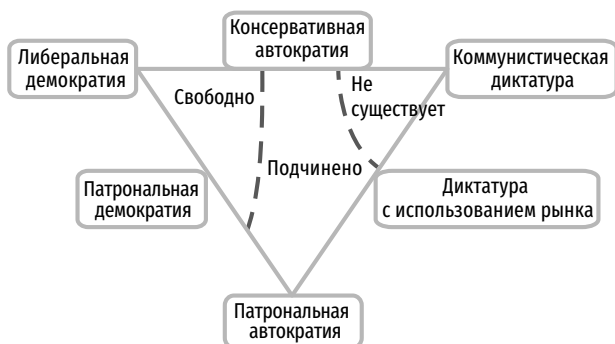 Консервативная
автократия
Либеральная
демократия
Коммунистическая
диктатура
Свободно
Не
существует
Подчинено
Патрональная
демократия
Диктатура
с использованием рынка
Патрональная
автократия